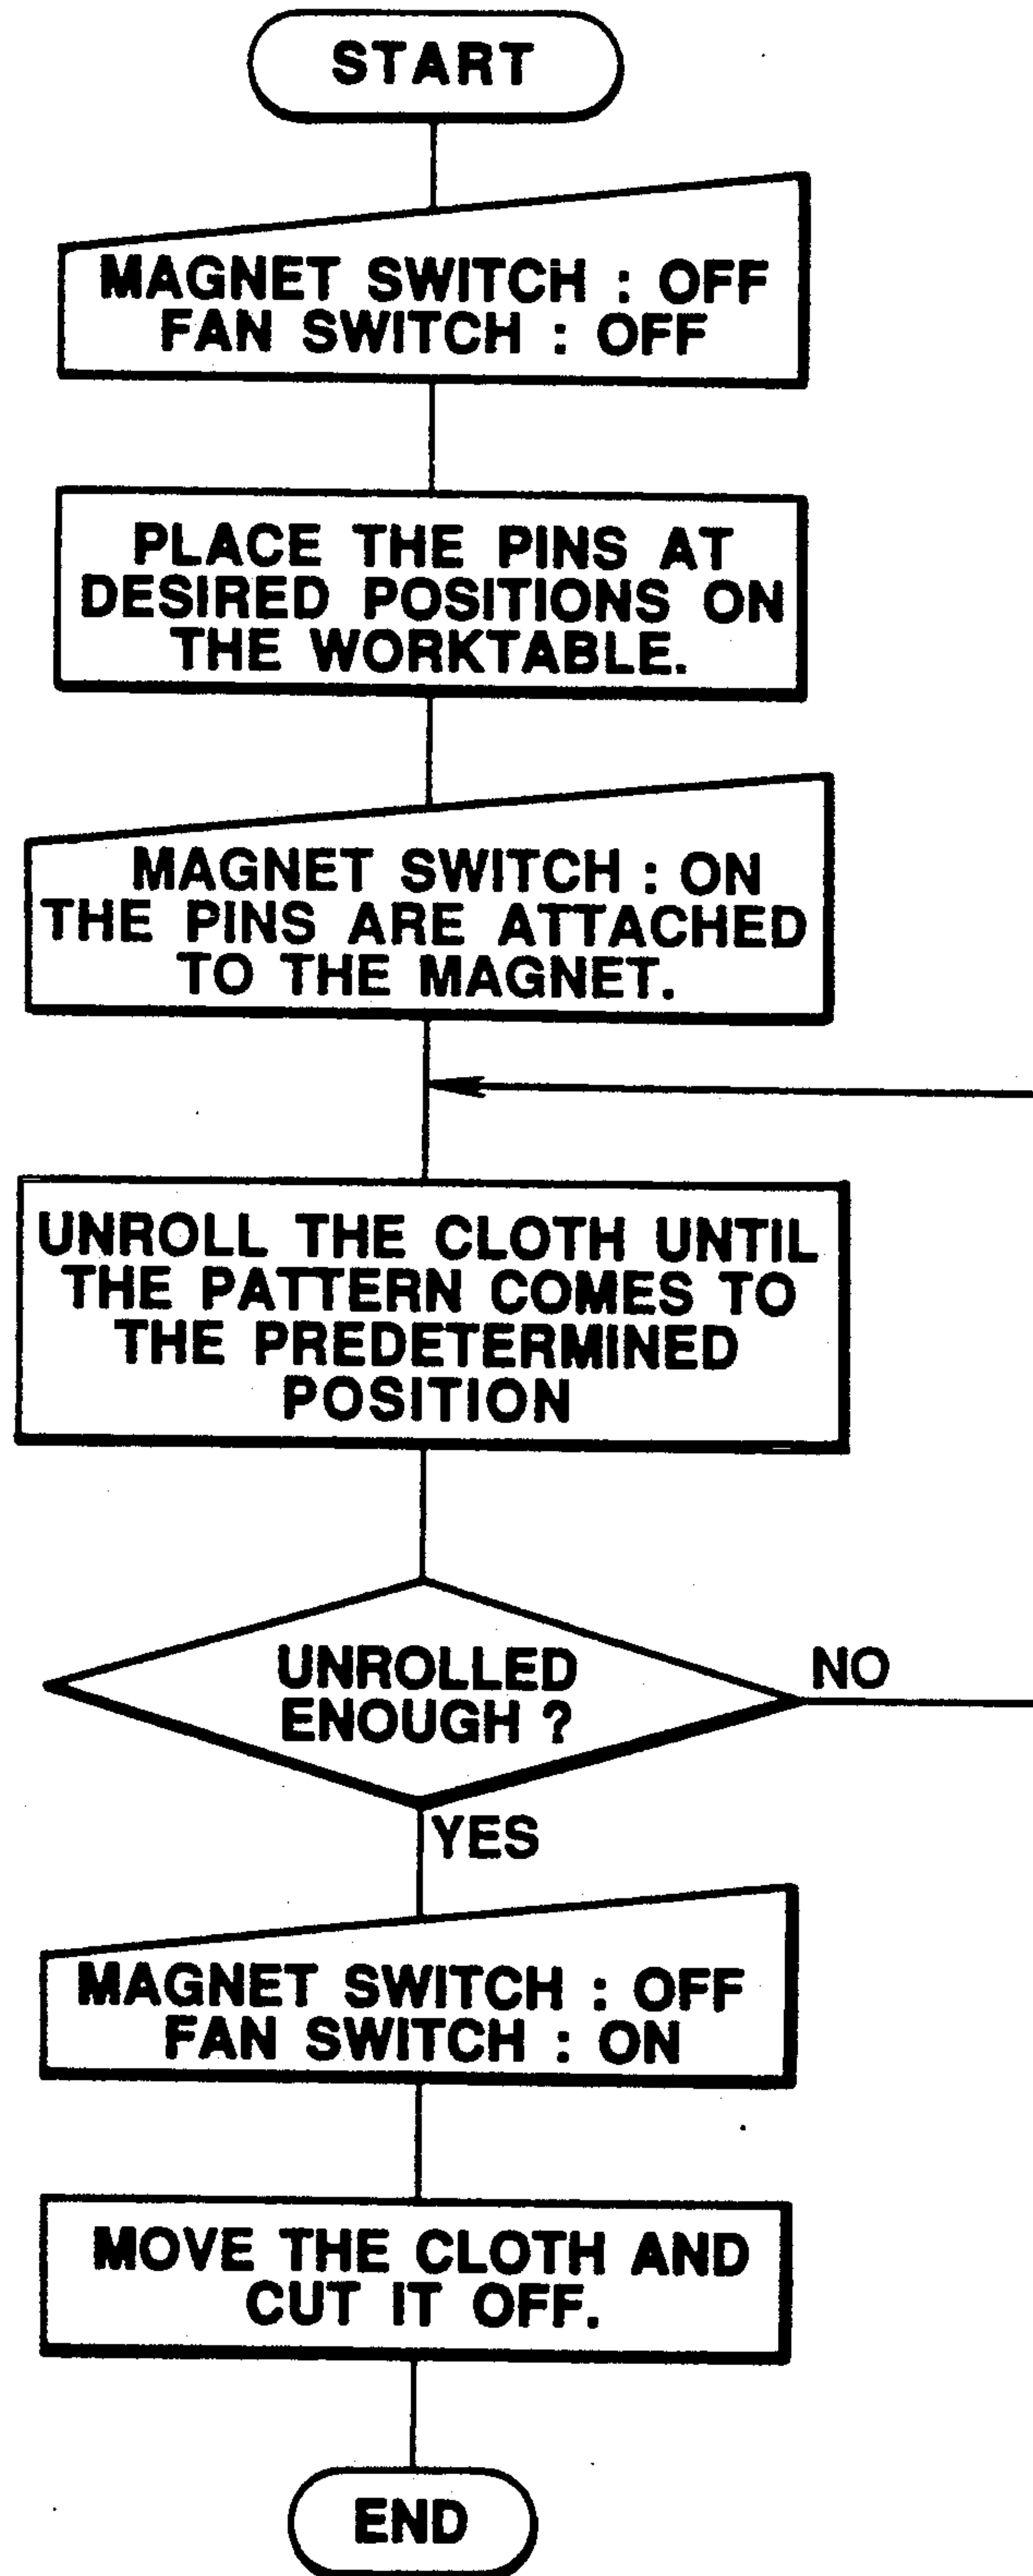 START
MAGNET SWITCH : OFF
FAN SWITCH : OFF
PLACE THE PINS AT
DESIRED POSITIONS ON
THE WORKTABLE.
MAGNET SWITCH : ON
THE PINS ARE ATTACHED
TO THE MAGNET.
UNROLL THE CLOTH UNTIL
THE PATTERN COMES TO
THE PREDETERMINED
POSITION
UNROLLED
ENOUGH ?
NO
YES
MAGNET SWITCH : OFF
FAN SWITCH : ON
MOVE THE CLOTH AND
CUT IT OFF.
END